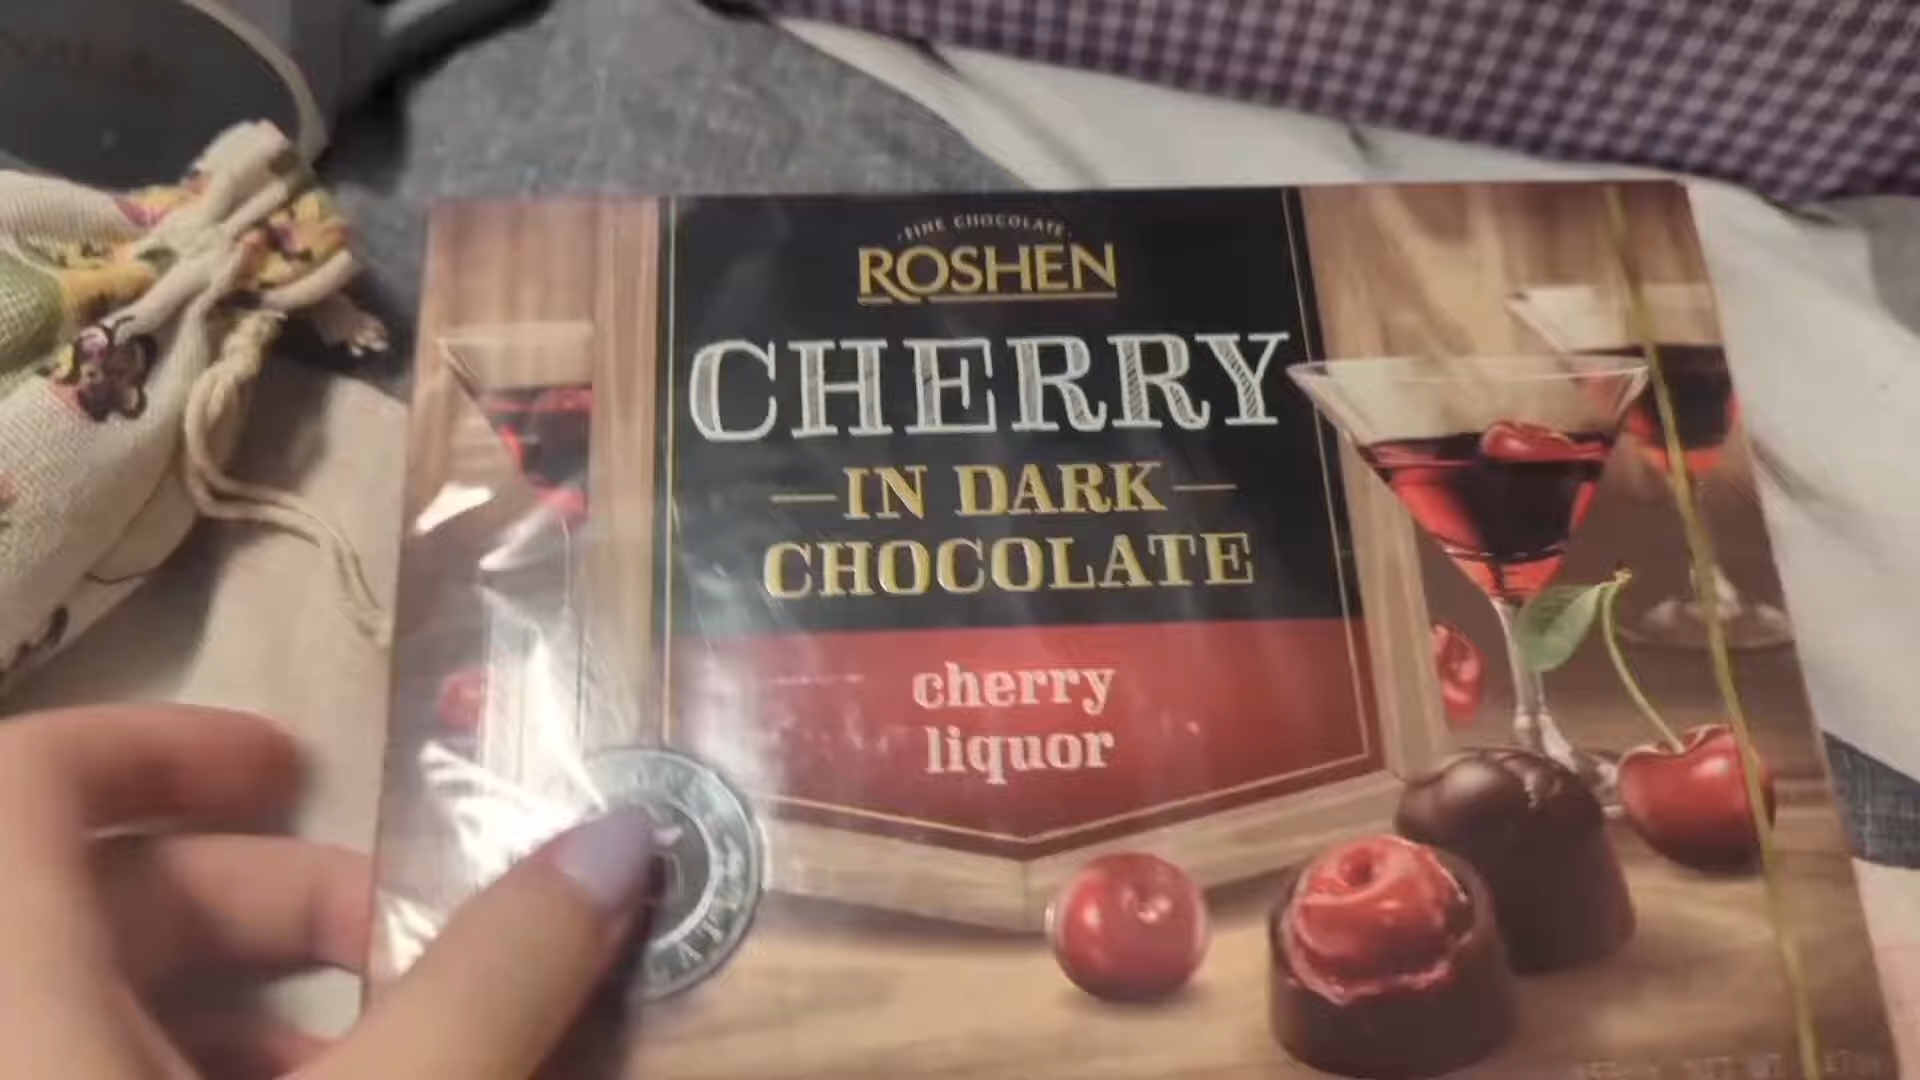 FINE CHOCOLATE
ROSHEN
CHERRY
IN DARK
CHOCOLATE
cherry
liquor